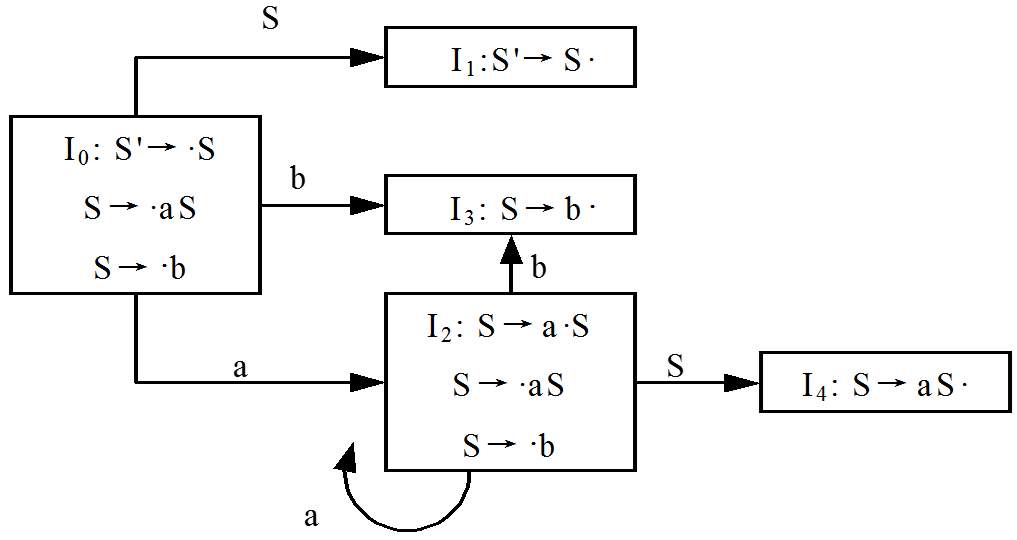 S
I₁:S'→ S·
I₀: S'→ ·S
S→ ·aS
S→ ·b
b
I₃: S→ b·
b
a
I₂: S→ a·S
S→ ·aS
S→ ·b
S
I₄: S→ aS·
a